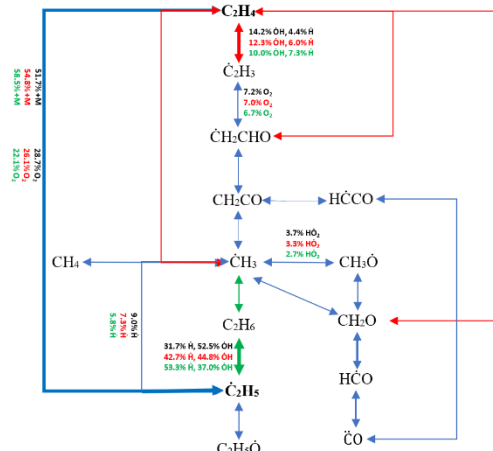 C₂H₄
14.2% ȮH, 4.4% Ḣ
12.3% ȮH, 6.0% Ḣ
10.0% ȮH, 7.3% Ḣ
Ċ₂H₃
51.7% +M
54.8% +M
58.5% +M
28.7% O₂
26.1% O₂
22.1% O₂
7.2% O₂
7.0% O₂
6.7% O₂
ĊH₂CHO
CH₂CO
HĊCO
3.7% HȮ₂
3.3% HȮ₂
2.7% HȮ₂
CH₄
ĊH₃
CH₃Ȯ
9.0% Ḣ
7.3% Ḣ
5.8% Ḣ
C₂H₆
CH₂O
31.7% Ḣ, 52.5% ȮH
42.7% Ḣ, 44.8% ȮH
53.3% Ḣ, 37.0% ȮH
HĊO
Ċ₂H₅
C̈O
C₂H₅Ȯ